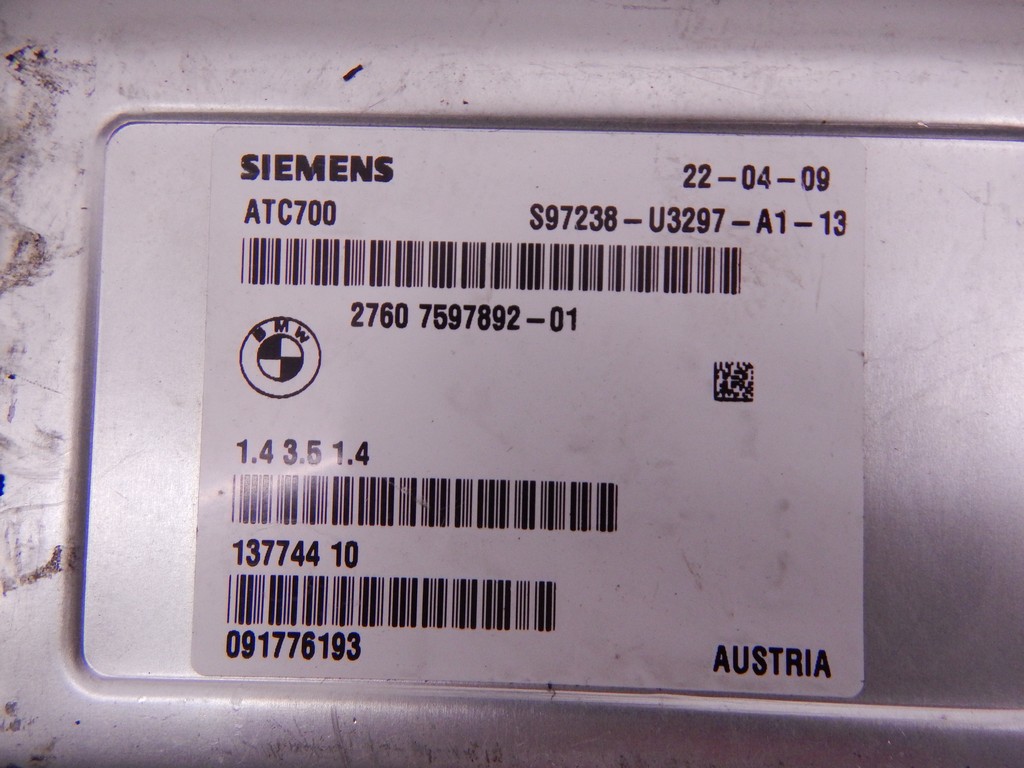 SIEMENS 22-04-09
ATC700 S97238-U3297-A1-13
2760 7597892-01
BMW
1.4 3.5 1.4
137744 10
091776193
AUSTRIA